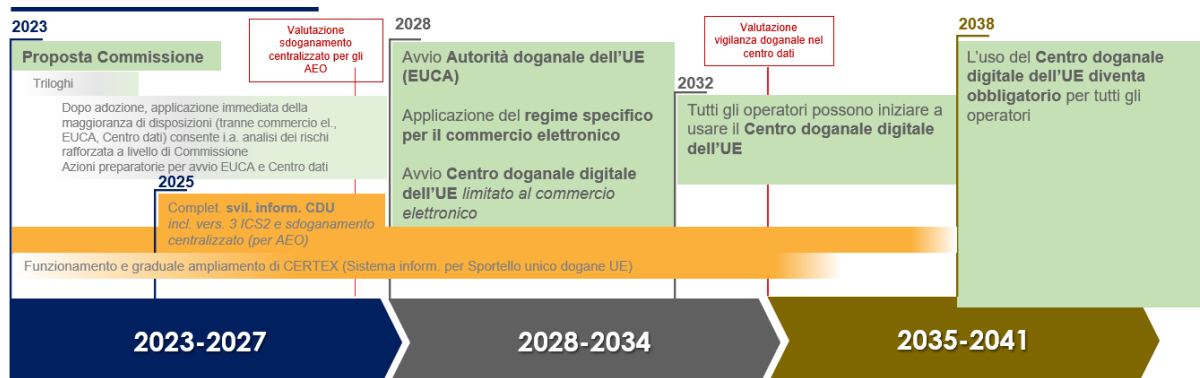 2023
Proposta Commissione
Triloghi
Dopo adozione, applicazione immediata della
maggioranza di disposizioni (tranne commercio el.,
EUCA, Centro dati) consente i.a. analisi dei rischi
rafforzata a livello di Commissione
Azioni preparatorie per avvio EUCA e Centro dati
2025
Complet. svil. inform. CDU
incl. vers. 3 ICS2 e sdoganamento
centralizzato (per AEO)
Funzionamento e graduale ampliamento di CERTEX (Sistema inform. per Sportello unico dogane UE)
Valutazione
sdoganamento
centralizzato per gli
AEO
2028
Avvio Autorità doganale dell'UE
(EUCA)
Applicazione del regime specifico
per il commercio elettronico
Avvio Centro doganale digitale
dell'UE limitato al commercio
elettronico
2032
Tutti gli operatori possono iniziare a
usare il Centro doganale digitale
dell'UE
Valutazione
vigilanza doganale nel
centro dati
2038
L'uso del Centro doganale
digitale dell'UE diventa
obbligatorio per tutti gli
operatori
2023-2027
2028-2034
2035-2041